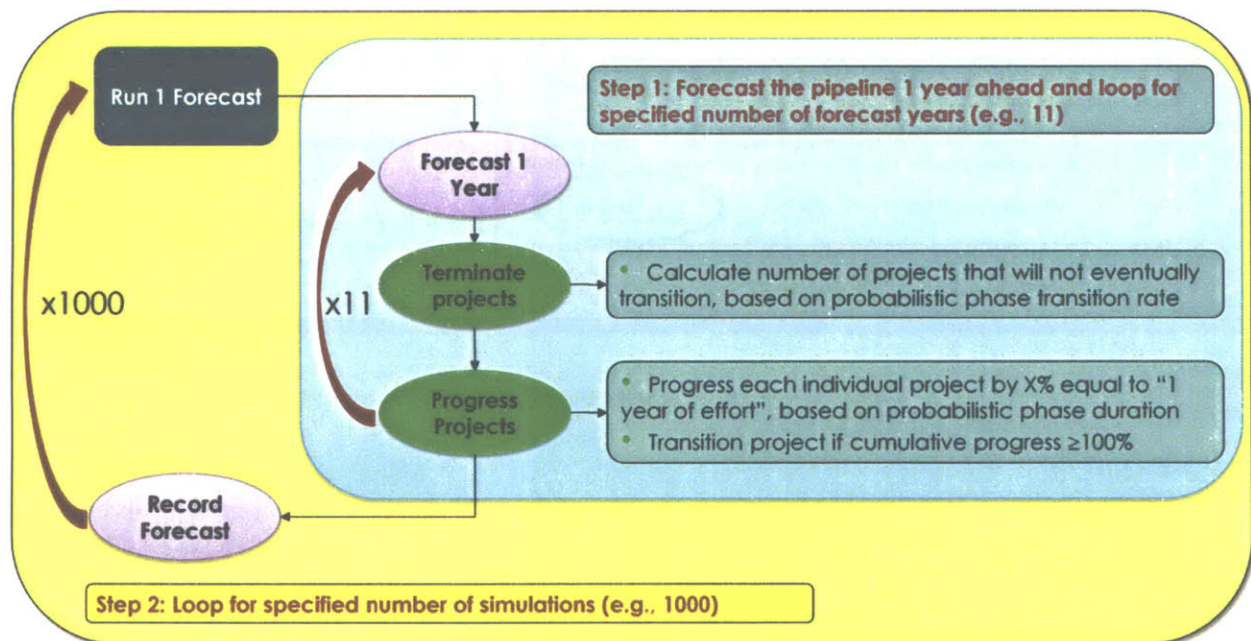 Run 1 Forecast
Step 1: Forecast the pipeline 1 year ahead and loop for
specified number of forecast years (e.g., 11)
Forecast 1
Year
Terminate
projects
• Calculate number of projects that will not eventually
transition, based on probabilistic phase transition rate
x1000
x11
Progress
Projects
• Progress each individual project by X% equal to “1
year of effort”, based on probabilistic phase duration
• Transition project if cumulative progress ≥100%
Record
Forecast
Step 2: Loop for specified number of simulations (e.g., 1000)